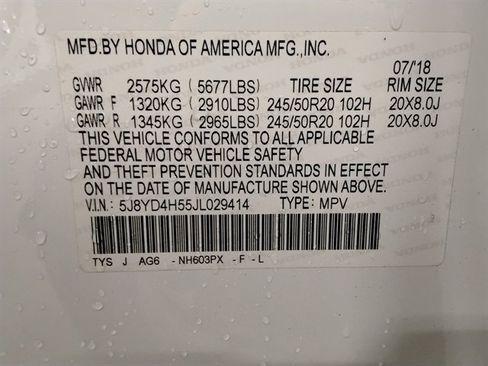 MFD.BY HONDA OF AMERICA MFG.,INC.
07/18
GVWR 2575KG (5677LBS) TIRE SIZE RIM SIZE
GAWR F 1320KG (2910LBS) 245/50R20 102H 20X8.0J
GAWR R 1345KG (2965LBS) 245/50R20 102H 20X8.0J
THIS VEHICLE CONFORMS TO ALL APPLICABLE
FEDERAL MOTOR VEHICLE SAFETY
AND THEFT PREVENTION STANDARDS IN EFFECT
ON THE DATE OF MANUFACTURE SHOWN ABOVE.
V.I.N.: 5J8YD4H55JL029414 TYPE: MPV
TYS J AG6 -NH603PX -F-L